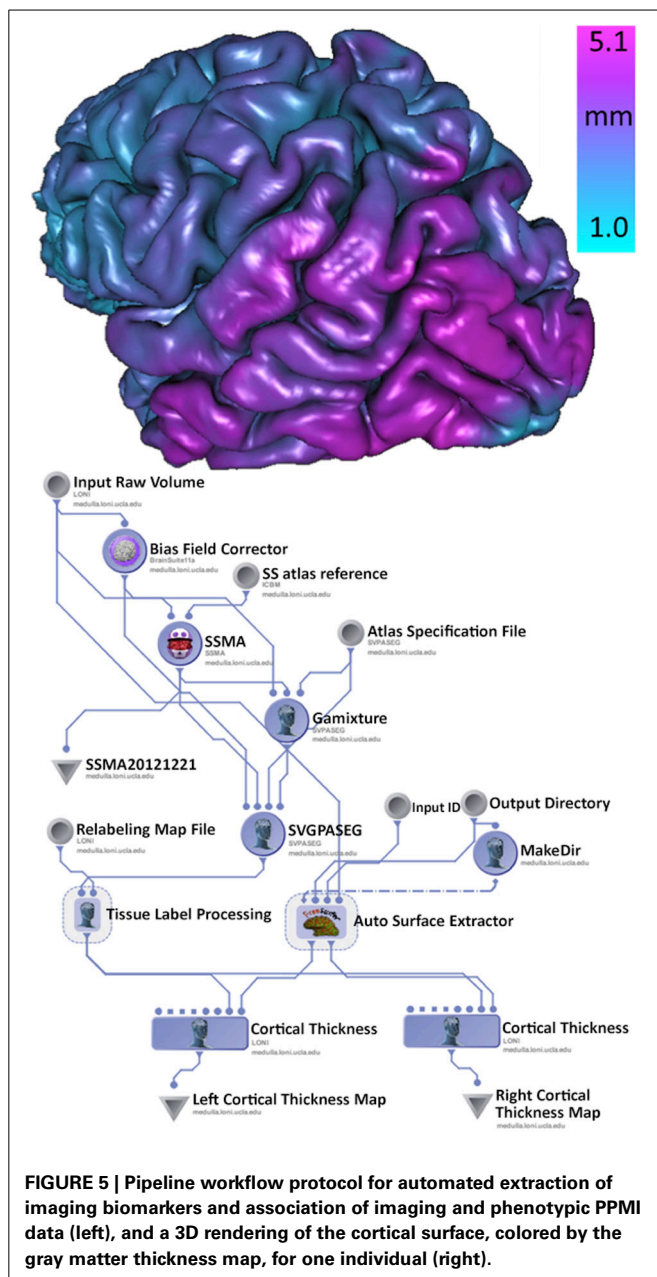 5.1
mm
1.0
Input Raw Volume
LONI
medulla.loni.ucla.edu
Bias Field Corrector
BrainSuite11a
medulla.loni.ucla.edu
SS atlas reference
ICBM
medulla.loni.ucla.edu
SSMA
SSMA
medulla.loni.ucla.edu
Atlas Specification File
SVPASEG
medulla.loni.ucla.edu
Gamixture
SVPASEG
medulla.loni.ucla.edu
SSMA20121221
medulla.loni.ucla.edu
Input ID
Output Directory
Relabeling Map File
LONI
medulla.loni.ucla.edu
SVGPASEG
SVPASEG
medulla.loni.ucla.edu
MakeDir
medulla.loni.ucla.edu
Tissue Label Processing
Auto Surface Extractor
Cortical Thickness
LONI
medulla.loni.ucla.edu
Cortical Thickness
LONI
medulla.loni.ucla.edu
Left Cortical Thickness Map
medulla.loni.ucla.edu
Right Cortical
Thickness Map
medulla.loni.ucla.edu
FIGURE 5 | Pipeline workflow protocol for automated extraction of
imaging biomarkers and association of imaging and phenotypic PPMI
data (left), and a 3D rendering of the cortical surface, colored by the
gray matter thickness map, for one individual (right).